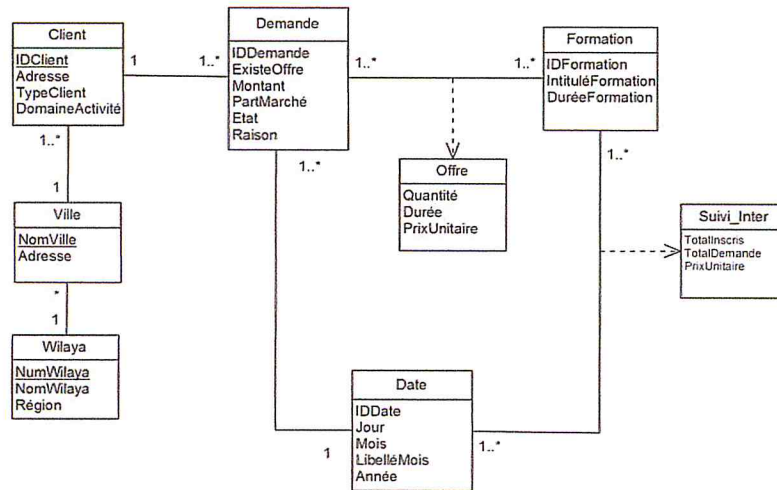 Client
IDClient
Adresse
TypeClient
DomaineActivité
1
1..*
Demande
IDDemande
ExisteOffre
Montant
PartMarché
Etat
Raison
1..*
1..*
Formation
IDFormation
IntituléFormation
DuréeFormation
1..*
1
Ville
NomVille
Adresse
*
1
Wilaya
NumWilaya
NomWilaya
Région
1..*
Offre
Quantité
Durée
PrixUnitaire
1..*
Suivi_Inter
TotalInscris
TotalDemande
PrixUnitaire
Date
IDDate
Jour
Mois
LibelléMois
Année
1
1..*